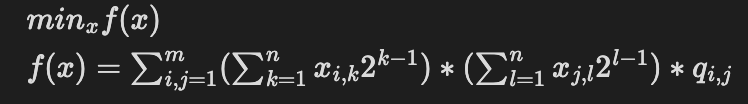 min_x f(x)
f(x) = ∑_{i,j=1}^{m} (∑_{k=1}^{n} x_{i,k} 2^{k-1}) * (∑_{l=1}^{n} x_{j,l} 2^{l-1}) * q_{i,j}